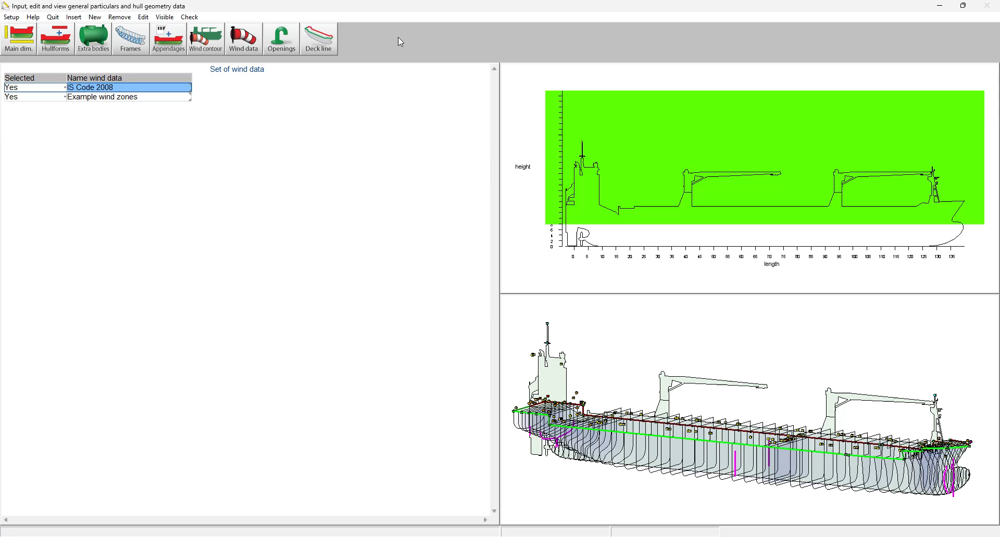 Input, edit and view general particulars and hull geometry data
Setup Help Quit Insert New Remove Edit Visible Check
Main dim. Hullforms Extra bodies Frames Appendages Wind contour Wind data Openings Deck line
Set of wind data
Selected Name wind data
Yes IS Code 2008
Yes Example wind zones
height
6
4
2
0
0 5 10 15 20 25 30 35 40 45 50 55 60 65 70 75 80 85 90 95 100 105 110 115 120 125 130 135
length